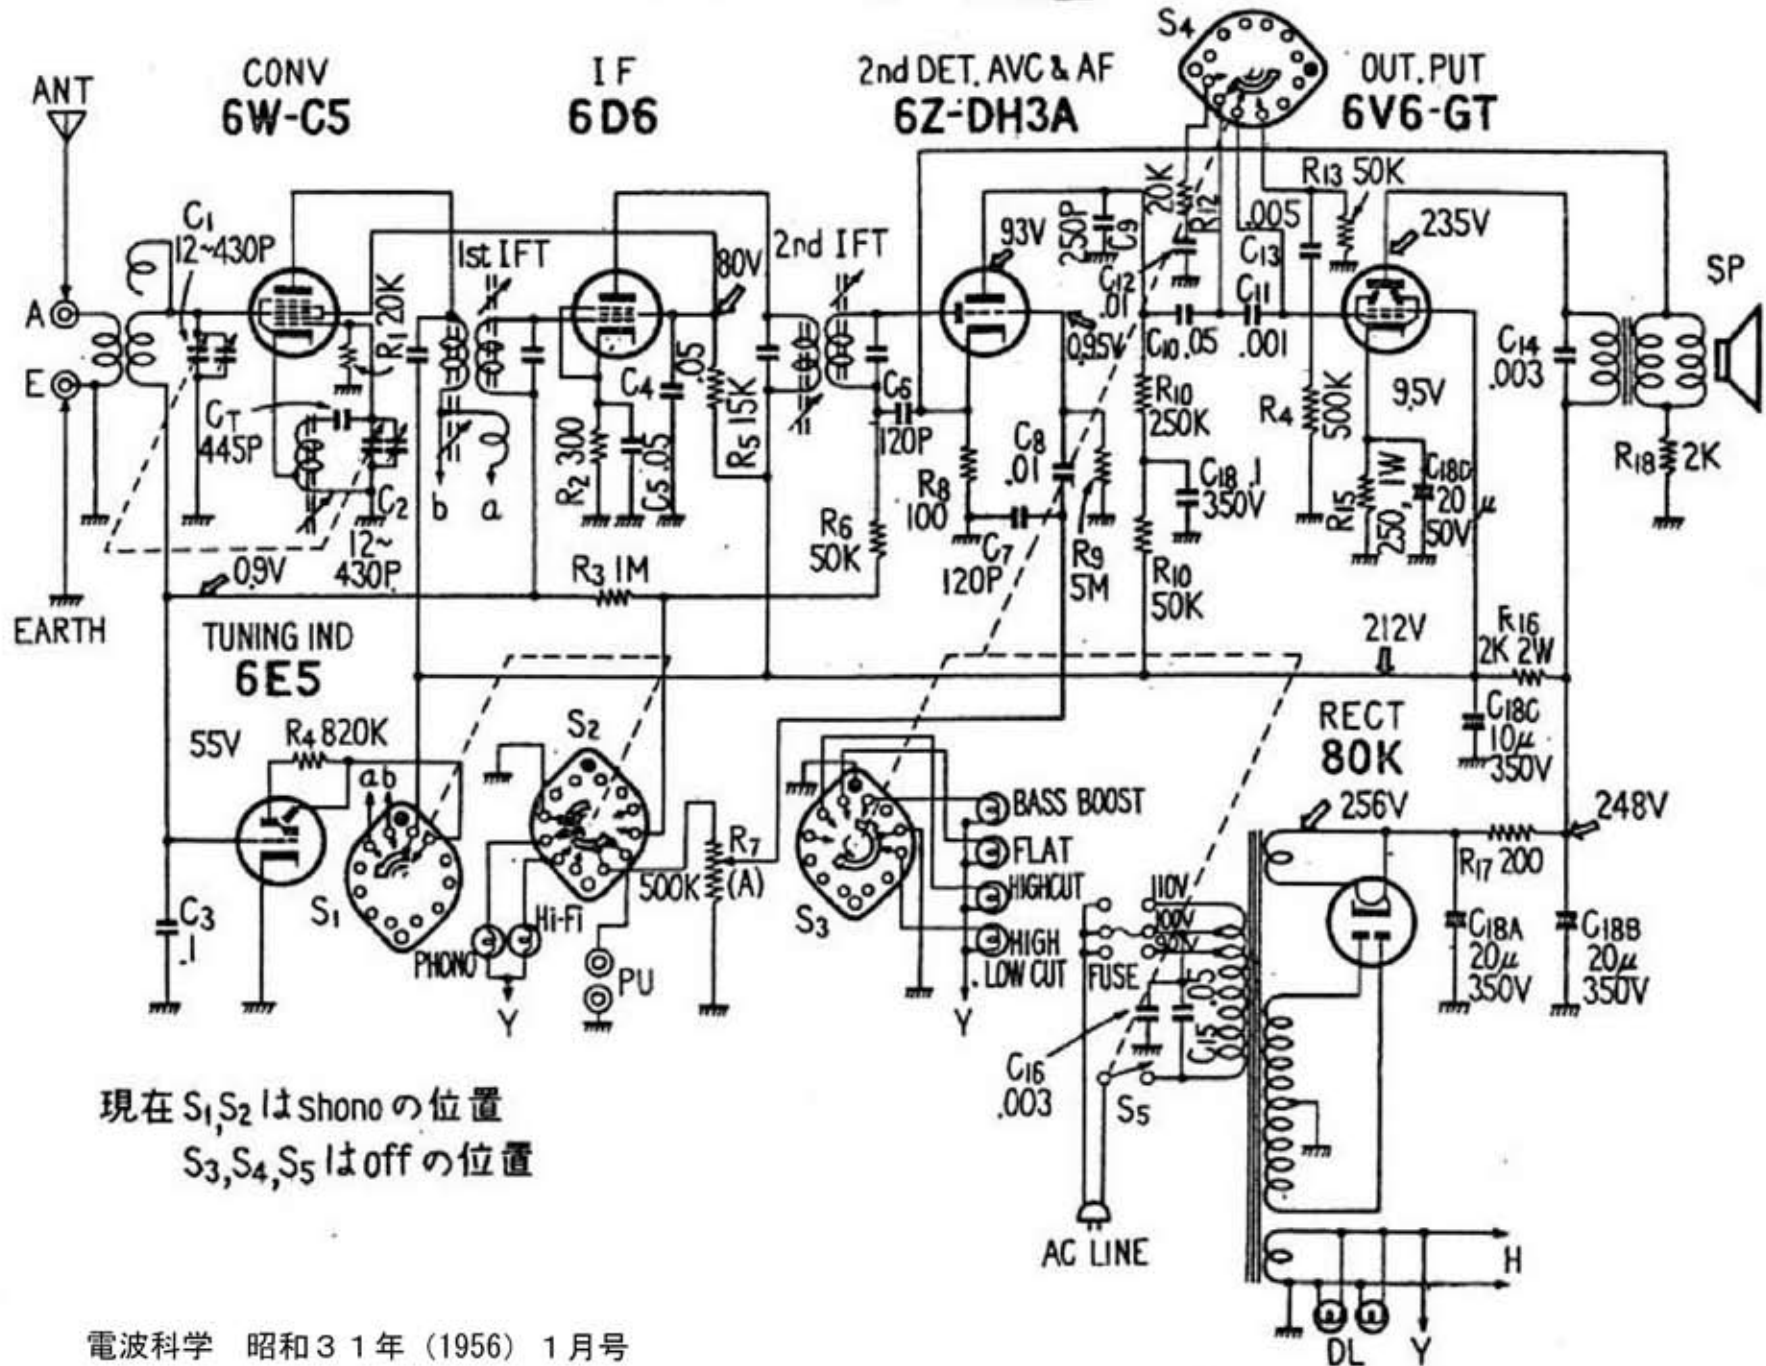 S4
ANT
CONV
6W-C5
IF
6D6
2nd DET. AVC & AF
6Z-DH3A
OUT.PUT
6V6-GT
C1
12~430P
R1 20K
1st IFT
80V
2nd IFT
93V
250P
C9
20K
R12
.005
C13
R13 50K
235V
SP
A
E
CT
445P
C2
12~
430P
b
a
R2 300
C5 .05
C4
.05
R5 15K
C6
120P
R6
50K
R8
100
C8
.01
C7
120P
0.95V
R9
5M
C12
.01
C10 .05
C11
.001
R10
250K
C18 .1
350V
R10
50K
R4
500K
9.5V
R15
250, 1W
C18D
20 μ
50V
C14
.003
R18 2K
EARTH
0.9V
R3 1M
TUNING IND
6E5
55V
R4 820K
a b
S1
C3
.1
S2
PHONO
Hi-Fi
Y
PU
500K
R7
(A)
S3
BASS BOOST
FLAT
HIGHCUT
HIGH
LOW CUT
Y
212V
R16
2K 2W
C18C
10μ
350V
RECT
80K
256V
248V
R17 200
C18A
20μ
350V
C18B
20μ
350V
110V
100V
90V
FUSE
.05
C15
C16
.003
S5
AC LINE
H
DL
Y
現在 S1,S2 は shono の位置
S3,S4,S5 は off の位置
電波科学 昭和３１年（1956）１月号